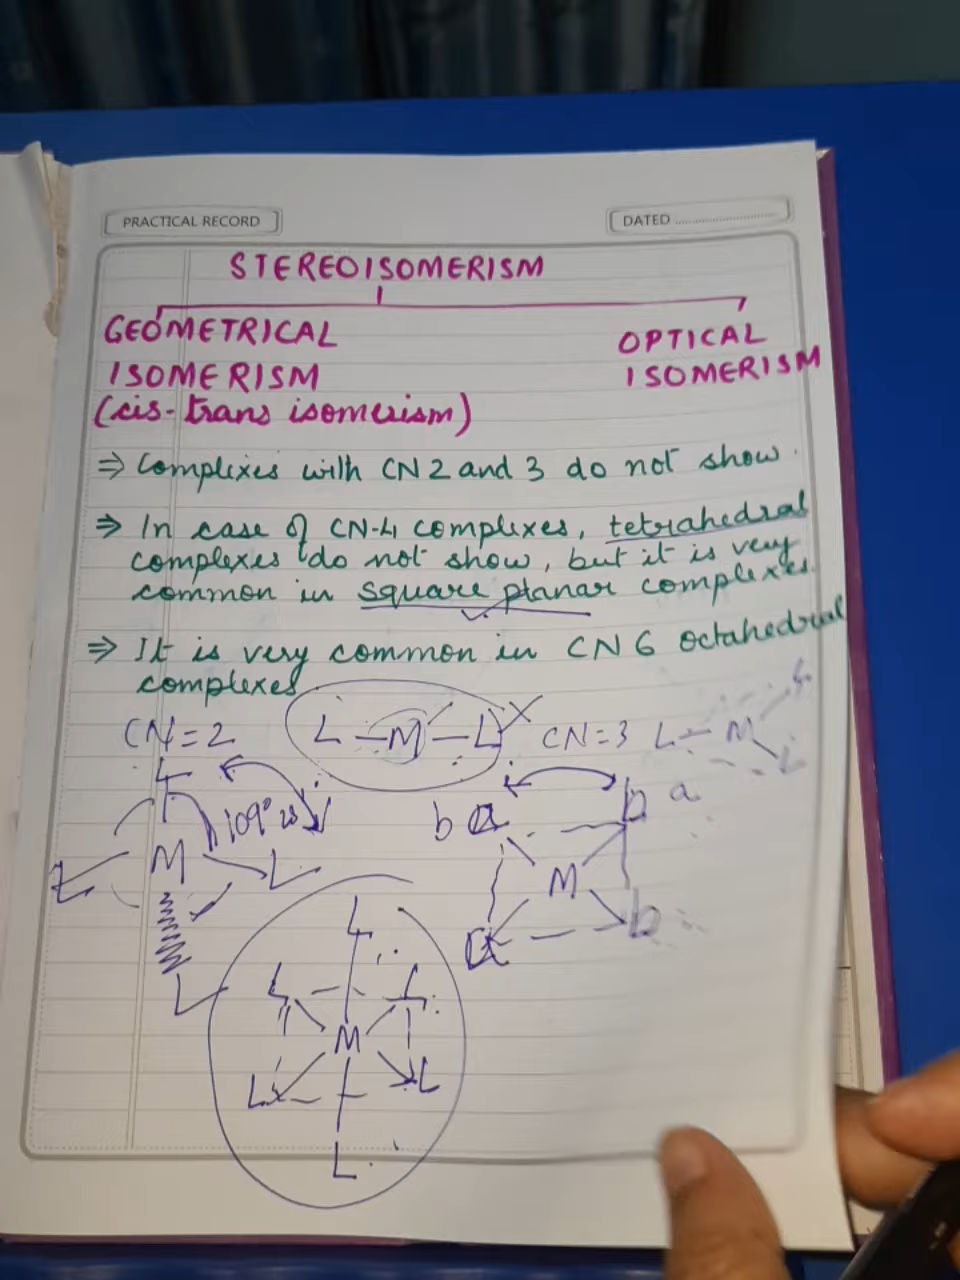 PRACTICAL RECORD
DATED
STEREOISOMERISM
GEOMETRICAL
ISOMERISM
(cis-trans isomerism)
OPTICAL
ISOMERISM
⇒ Complexes with CN 2 and 3 do not show.
⇒ In case of CN-4 complexes, tetrahedral
complexes do not show, but it is very
common in square planar complexes.
⇒ It is very common in CN 6 octahedral
complexes
CN=2 L-M-L X CN=3 L-M L L
L 109° 28'
M
L L
L
b a b a
M
a b
L
L L
M
L L
L